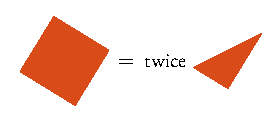 = twice